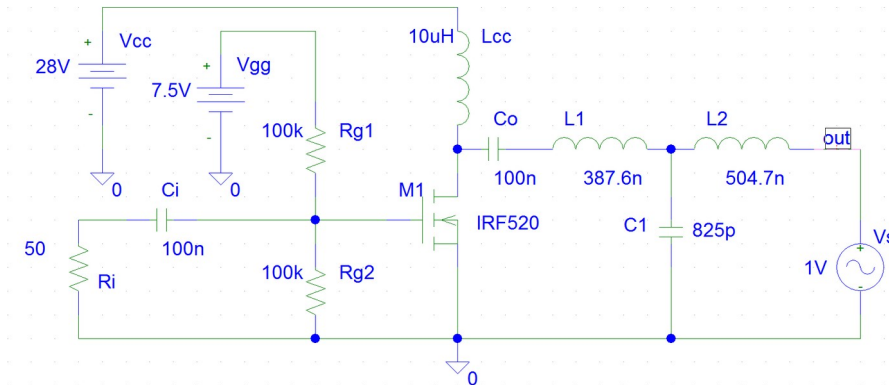 +
Vcc
28V
-
+
Vgg
7.5V
-
0
0
10uH
Lcc
100k
Rg1
Co
100n
L1
387.6n
L2
504.7n
out
Ci
100n
M1
IRF520
C1
825p
50
Ri
100k
Rg2
Vs
1V
+
-
0